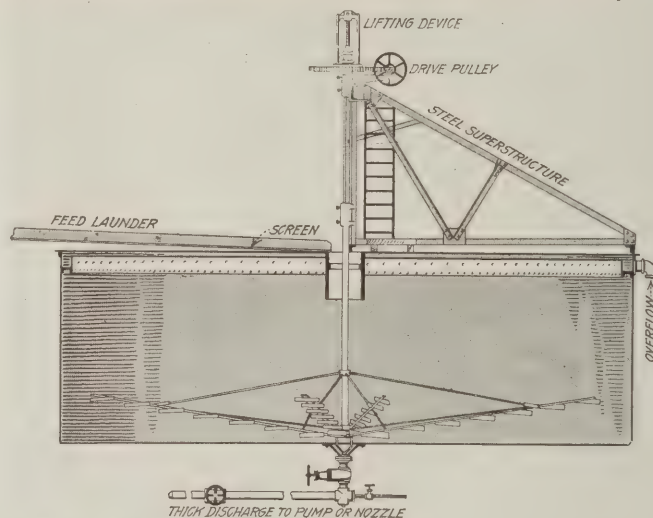 LIFTING DEVICE
DRIVE PULLEY
STEEL SUPERSTRUCTURE
FEED LAUNDER
SCREEN
OVERFLOW
THICK DISCHARGE TO PUMP OR NOZZLE